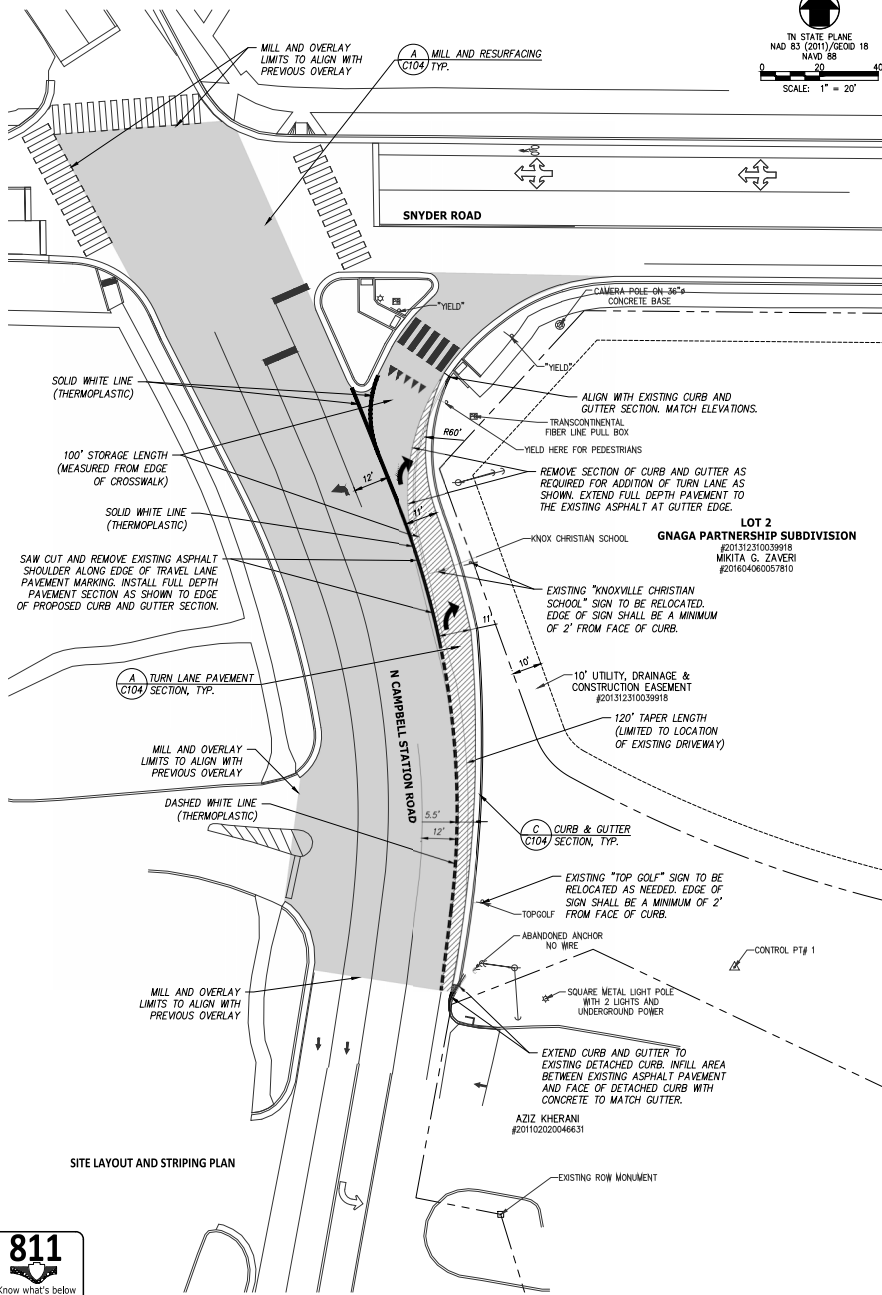 TN STATE PLANE
NAD 83 (2011)/GEOID 18
NAVD 88
0 20 40
SCALE: 1" = 20'
MILL AND OVERLAY
LIMITS TO ALIGN WITH
PREVIOUS OVERLAY
A
C104
MILL AND RESURFACING
TYP.
SNYDER ROAD
CAMERA POLE ON 36"ø
CONCRETE BASE
"YIELD"
"YIELD"
SOLID WHITE LINE
(THERMOPLASTIC)
ALIGN WITH EXISTING CURB AND
GUTTER SECTION. MATCH ELEVATIONS.
TRANSCONTINENTAL
FIBER LINE PULL BOX
R60'
YIELD HERE FOR PEDESTRIANS
100' STORAGE LENGTH
(MEASURED FROM EDGE
OF CROSSWALK)
12'
REMOVE SECTION OF CURB AND GUTTER AS
REQUIRED FOR ADDITION OF TURN LANE AS
SHOWN. EXTEND FULL DEPTH PAVEMENT TO
THE EXISTING ASPHALT AT GUTTER EDGE.
SOLID WHITE LINE
(THERMOPLASTIC)
11'
LOT 2
GNAGA PARTNERSHIP SUBDIVISION
#201312310039918
MIKITA G. ZAVERI
#201604060057810
KNOX CHRISTIAN SCHOOL
SAW CUT AND REMOVE EXISTING ASPHALT
SHOULDER ALONG EDGE OF TRAVEL LANE
PAVEMENT MARKING. INSTALL FULL DEPTH
PAVEMENT SECTION AS SHOWN TO EDGE
OF PROPOSED CURB AND GUTTER SECTION.
EXISTING "KNOXVILLE CHRISTIAN
SCHOOL" SIGN TO BE RELOCATED.
EDGE OF SIGN SHALL BE A MINIMUM
OF 2' FROM FACE OF CURB.
11'
10'
A
C104
TURN LANE PAVEMENT
SECTION, TYP.
10' UTILITY, DRAINAGE &
CONSTRUCTION EASEMENT
#201312310039918
N CAMPBELL STATION ROAD
120' TAPER LENGTH
(LIMITED TO LOCATION
OF EXISTING DRIVEWAY)
MILL AND OVERLAY
LIMITS TO ALIGN WITH
PREVIOUS OVERLAY
DASHED WHITE LINE
(THERMOPLASTIC)
5.5'
12'
C
C104
CURB & GUTTER
SECTION, TYP.
EXISTING "TOP GOLF" SIGN TO BE
RELOCATED AS NEEDED. EDGE OF
SIGN SHALL BE A MINIMUM OF 2'
FROM FACE OF CURB.
TOPGOLF
ABANDONED ANCHOR
NO WIRE
CONTROL PT# 1
MILL AND OVERLAY
LIMITS TO ALIGN WITH
PREVIOUS OVERLAY
SQUARE METAL LIGHT POLE
WITH 2 LIGHTS AND
UNDERGROUND POWER
EXTEND CURB AND GUTTER TO
EXISTING DETACHED CURB. INFILL AREA
BETWEEN EXISTING ASPHALT PAVEMENT
AND FACE OF DETACHED CURB WITH
CONCRETE TO MATCH GUTTER.
AZIZ KHERANI
#201102020046631
SITE LAYOUT AND STRIPING PLAN
EXISTING ROW MONUMENT
811
Know what's below